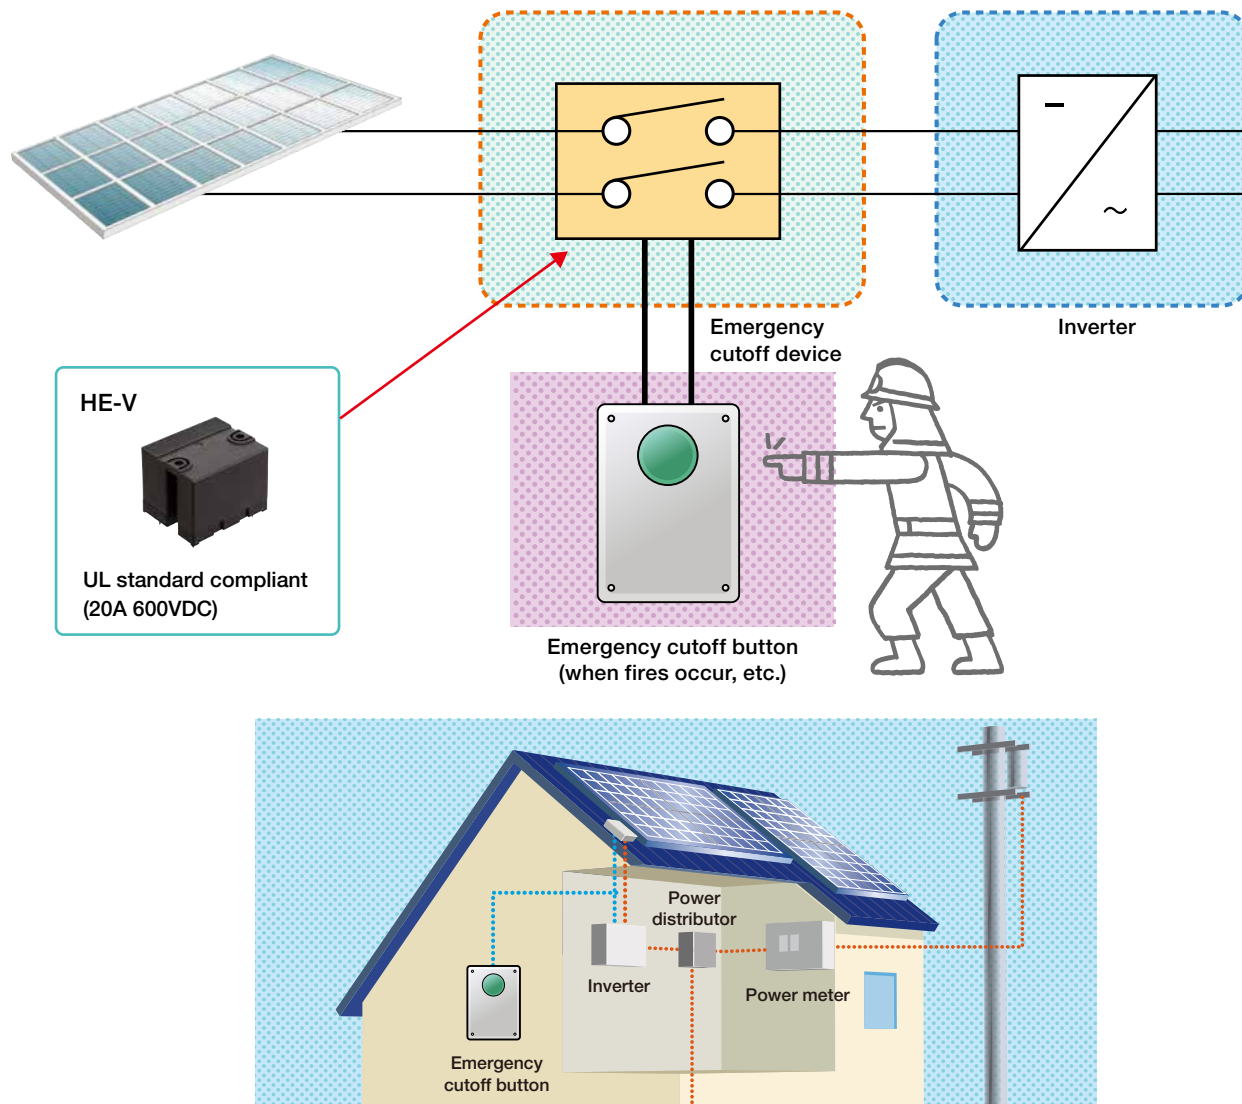 Emergency
cutoff device
Inverter
HE-V
UL standard compliant
(20A 600VDC)
Emergency cutoff button
(when fires occur, etc.)
Power
distributor
Inverter
Power meter
Emergency
cutoff button